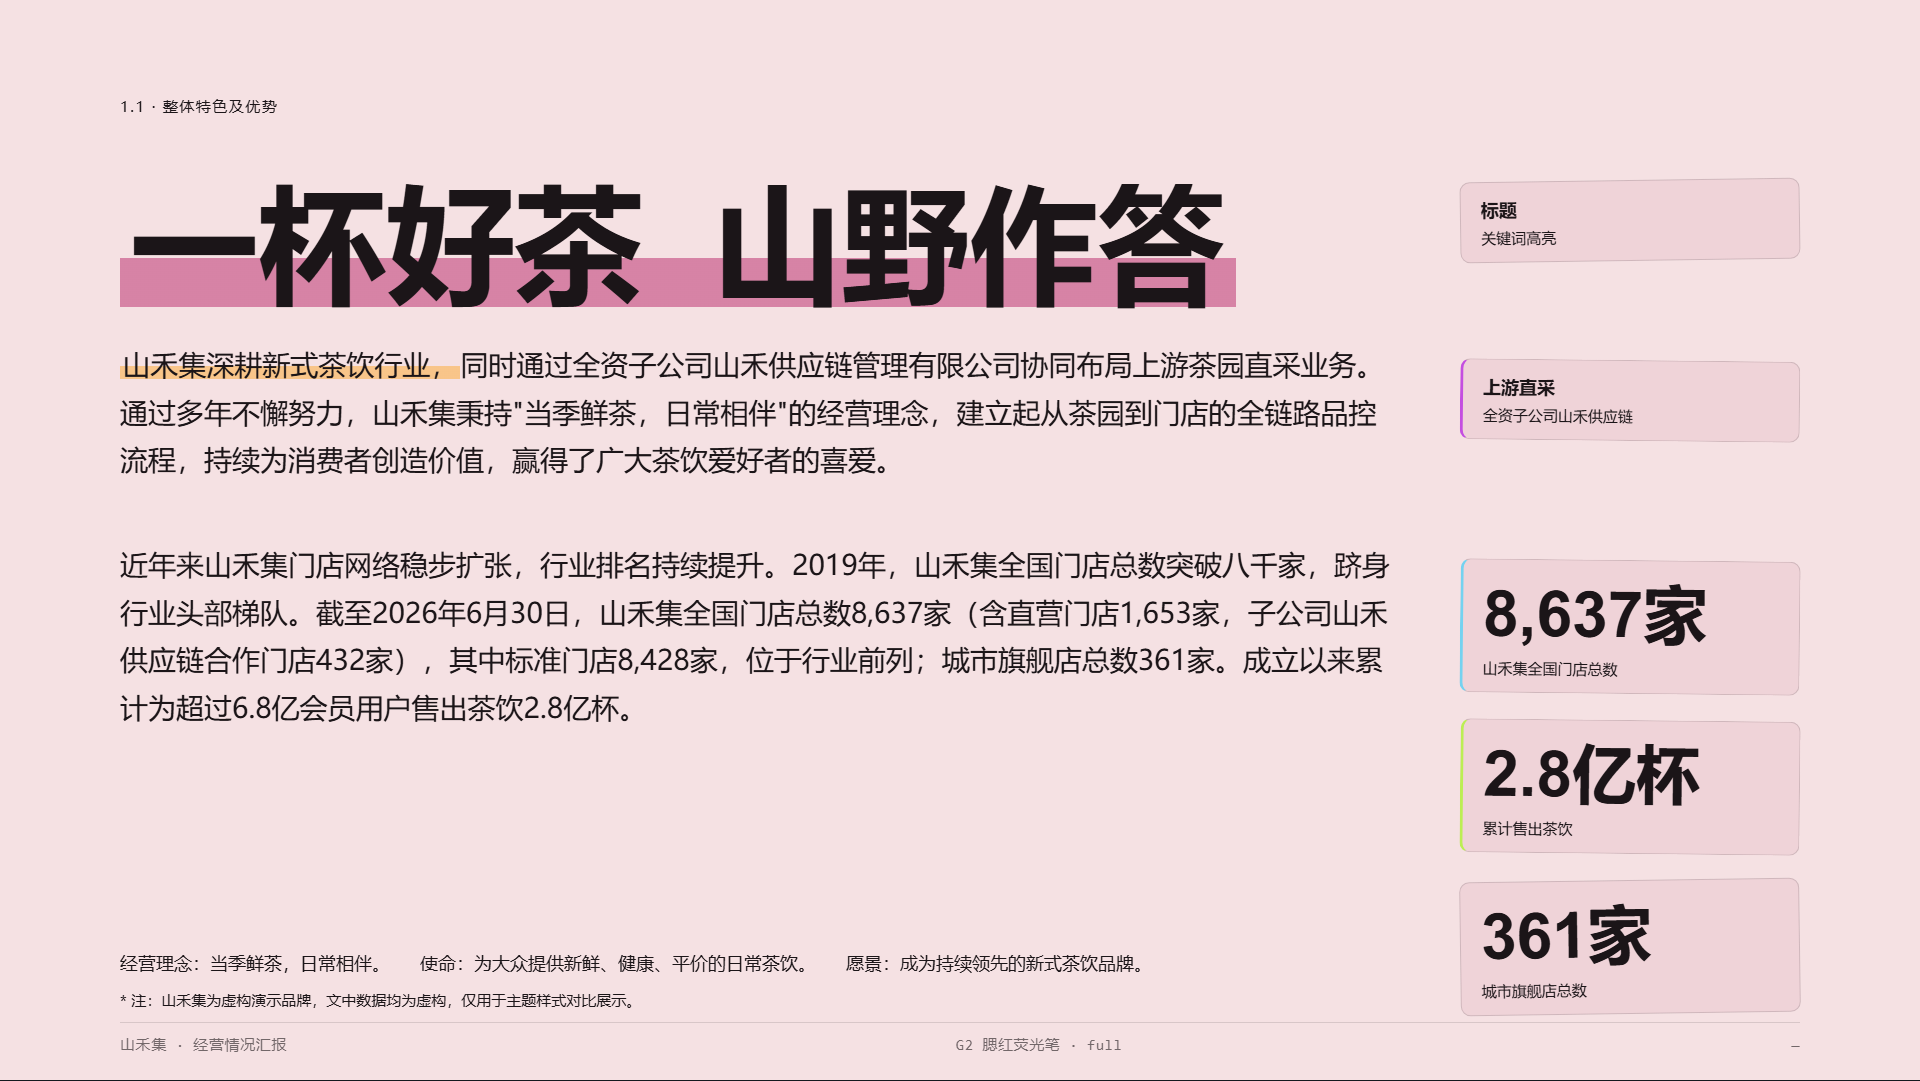 1.1 · 整体特色及优势
一杯好茶 山野作答
山禾集深耕新式茶饮行业，同时通过全资子公司山禾供应链管理有限公司协同布局上游茶园直采业务。
通过多年不懈努力，山禾集秉持"当季鲜茶，日常相伴"的经营理念，建立起从茶园到门店的全链路品控
流程，持续为消费者创造价值，赢得了广大茶饮爱好者的喜爱。
近年来山禾集门店网络稳步扩张，行业排名持续提升。2019年，山禾集全国门店总数突破八千家，跻身
行业头部梯队。截至2026年6月30日，山禾集全国门店总数8,637家（含直营门店1,653家，子公司山禾
供应链合作门店432家），其中标准门店8,428家，位于行业前列；城市旗舰店总数361家。成立以来累
计为超过6.8亿会员用户售出茶饮2.8亿杯。
标题
关键词高亮
上游直采
全资子公司山禾供应链
8,637家
山禾集全国门店总数
2.8亿杯
累计售出茶饮
361家
城市旗舰店总数
经营理念：当季鲜茶，日常相伴。 使命：为大众提供新鲜、健康、平价的日常茶饮。 愿景：成为持续领先的新式茶饮品牌。
* 注：山禾集为虚构演示品牌，文中数据均为虚构，仅用于主题样式对比展示。
山禾集 · 经营情况汇报
G2 腮红荧光笔 · full
—